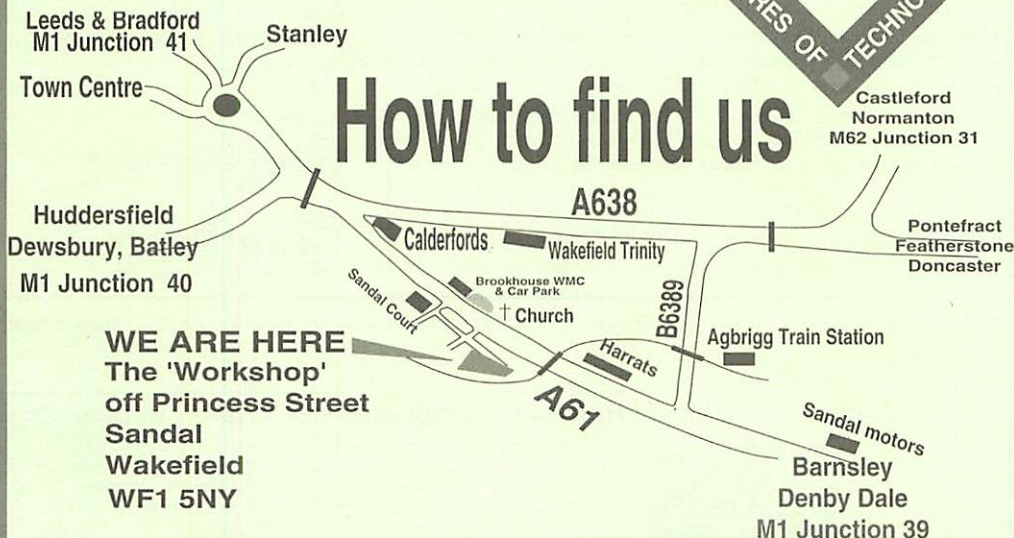 RES OF
TECHNO
Leeds & Bradford
M1 Junction 41
Stanley
Town Centre
How to find us
Castleford
Normanton
M62 Junction 31
A638
Huddersfield
Dewsbury, Batley
M1 Junction 40
Calderfords
Wakefield Trinity
Pontefract
Featherstone
Doncaster
Sandal Court
Brookhouse WMC
& Car Park
† Church
B6389
Agbrigg Train Station
Harrats
A61
WE ARE HERE
The 'Workshop'
off Princess Street
Sandal
Wakefield
WF1 5NY
Sandal motors
Barnsley
Denby Dale
M1 Junction 39